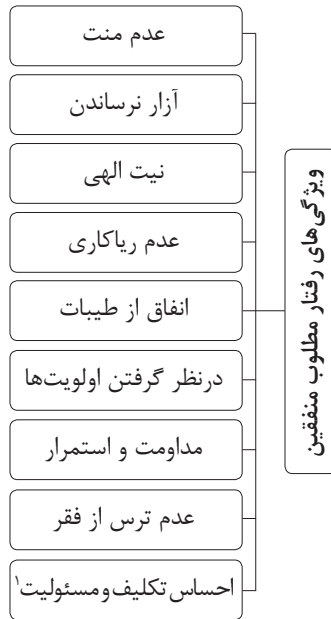 ویژگی‌های رفتار مطلوب منفقین
عدم منت
آزار نرساندن
نیت الهی
عدم ریاکاری
انفاق از طیبات
درنظر گرفتن اولویت‌ها
مداومت و استمرار
عدم ترس از فقر
احساس تکلیف و مسئولیت۱